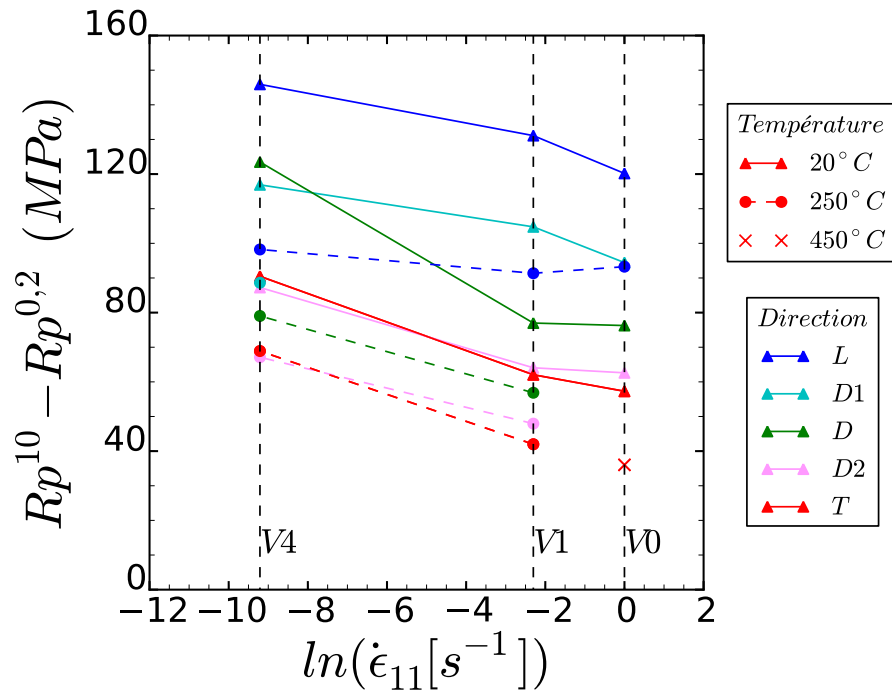 160
120
80
40
0
Rp^{10} − Rp^{0,2} (MPa)
V4 V1 V0
−12 −10 −8 −6 −4 −2 0 2
ln(ϵ̇_{11}[s^{−1}])
Température
20°C
250°C
450°C
Direction
L
D1
D
D2
T